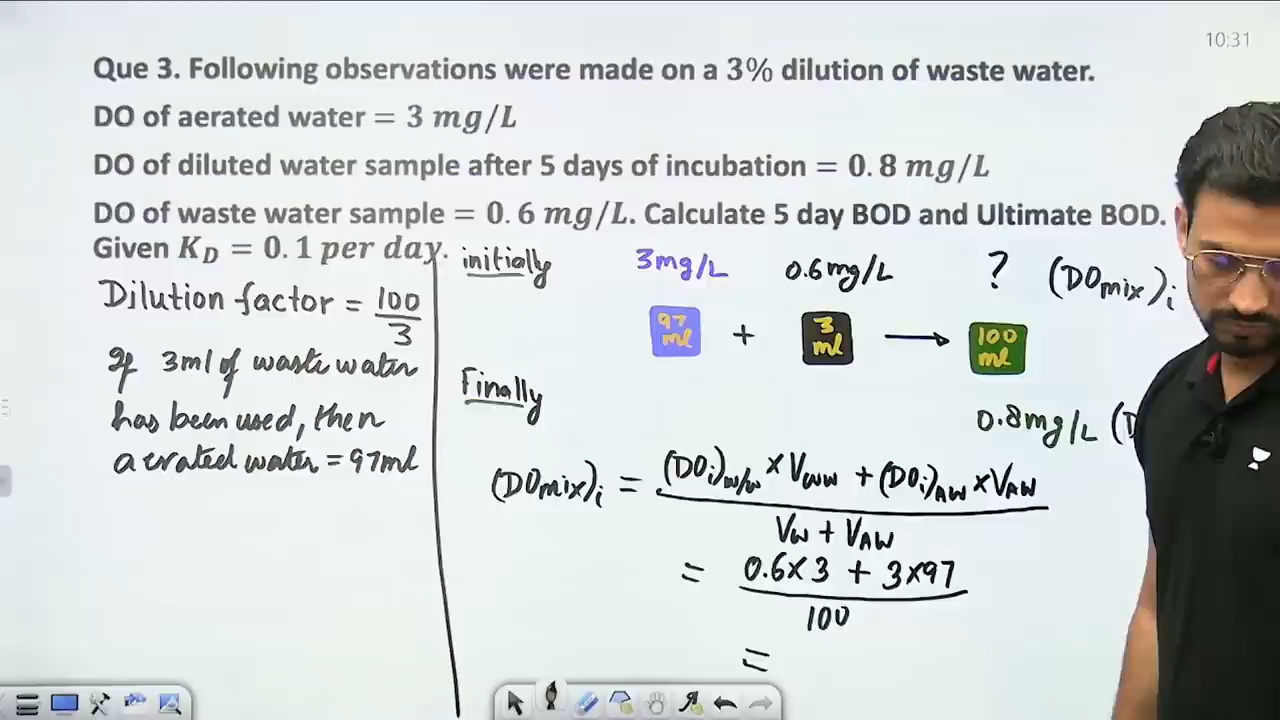 10:31
Que 3. Following observations were made on a 3% dilution of waste water.
DO of aerated water = 3 mg/L
DO of diluted water sample after 5 days of incubation = 0.8 mg/L
DO of waste water sample = 0.6 mg/L. Calculate 5 day BOD and Ultimate BOD.
Given K_D = 0.1 per day.
Dilution factor = 100/3
If 3ml of waste water
has been used, then
aerated water = 97ml
initially 3mg/L 0.6mg/L ? (DOmix)i
97 ml + 3 ml → 100 ml
Finally
0.8mg/L (D
(DOmix)i = (DOi)w/w × Vww + (DOi)AW × VAW
Vw + VAW
= 0.6×3 + 3×97
100
=